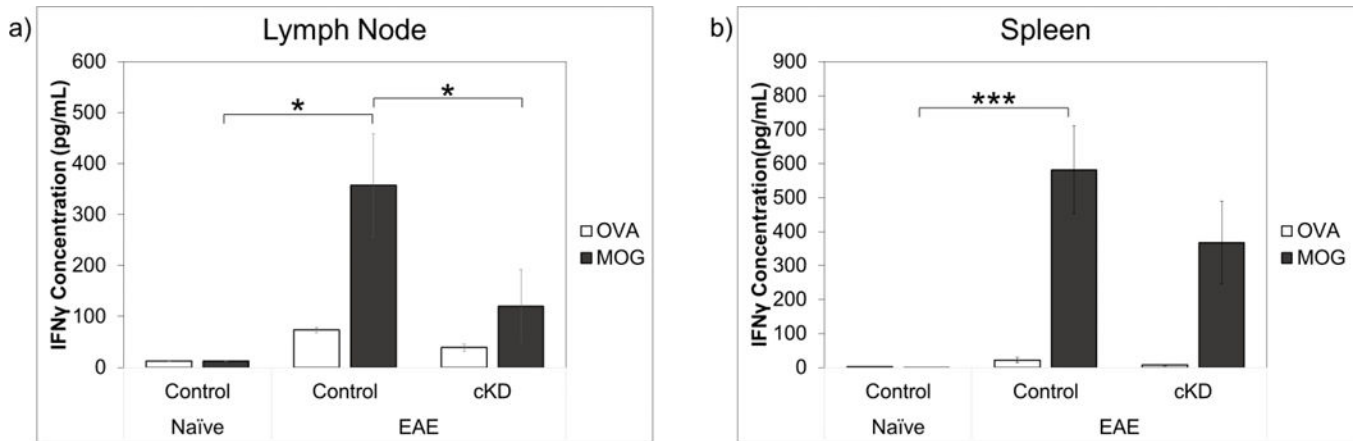 a)
Lymph Node
IFNγ Concentration (pg/mL)
600
500
400
300
200
100
0
*
*
OVA
MOG
Control
Control
cKD
Naïve
EAE
b)
Spleen
IFNγ Concentration(pg/mL)
900
800
700
600
500
400
300
200
100
0
***
OVA
MOG
Control
Control
cKD
Naïve
EAE